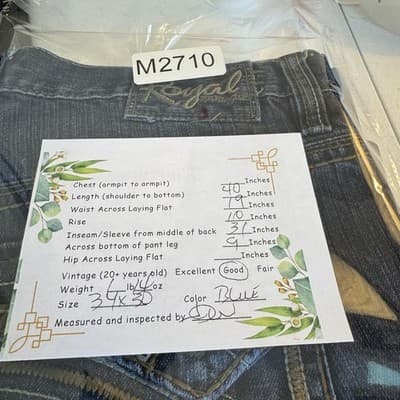 M2710
Royal
Chest (armpit to armpit) Inches
Length (shoulder to bottom) 40 Inches
Waist Across Laying Flat 19 Inches
Rise 10 Inches
Inseam/Sleeve from middle of back 31 Inches
Across bottom of pant leg 9 Inches
Hip Across Laying Flat Inches
Vintage (20+ years old) Excellent Good Fair
Weight 1 lb 4 oz
Size 34x30 Color BLUE
Measured and inspected by